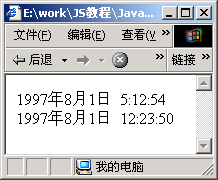 E:\work\JS教程\Java
文件(F) 编辑(E) 查看(V »
后退 » 链接 »
1997年8月1日 5:12:54
1997年8月1日 12:23:50
我的电脑